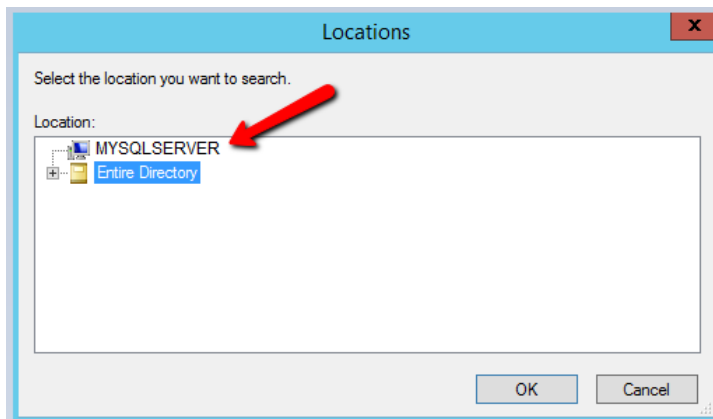 Locations
x
Select the location you want to search.
Location:
MYSQLSERVER
Entire Directory
OK
Cancel